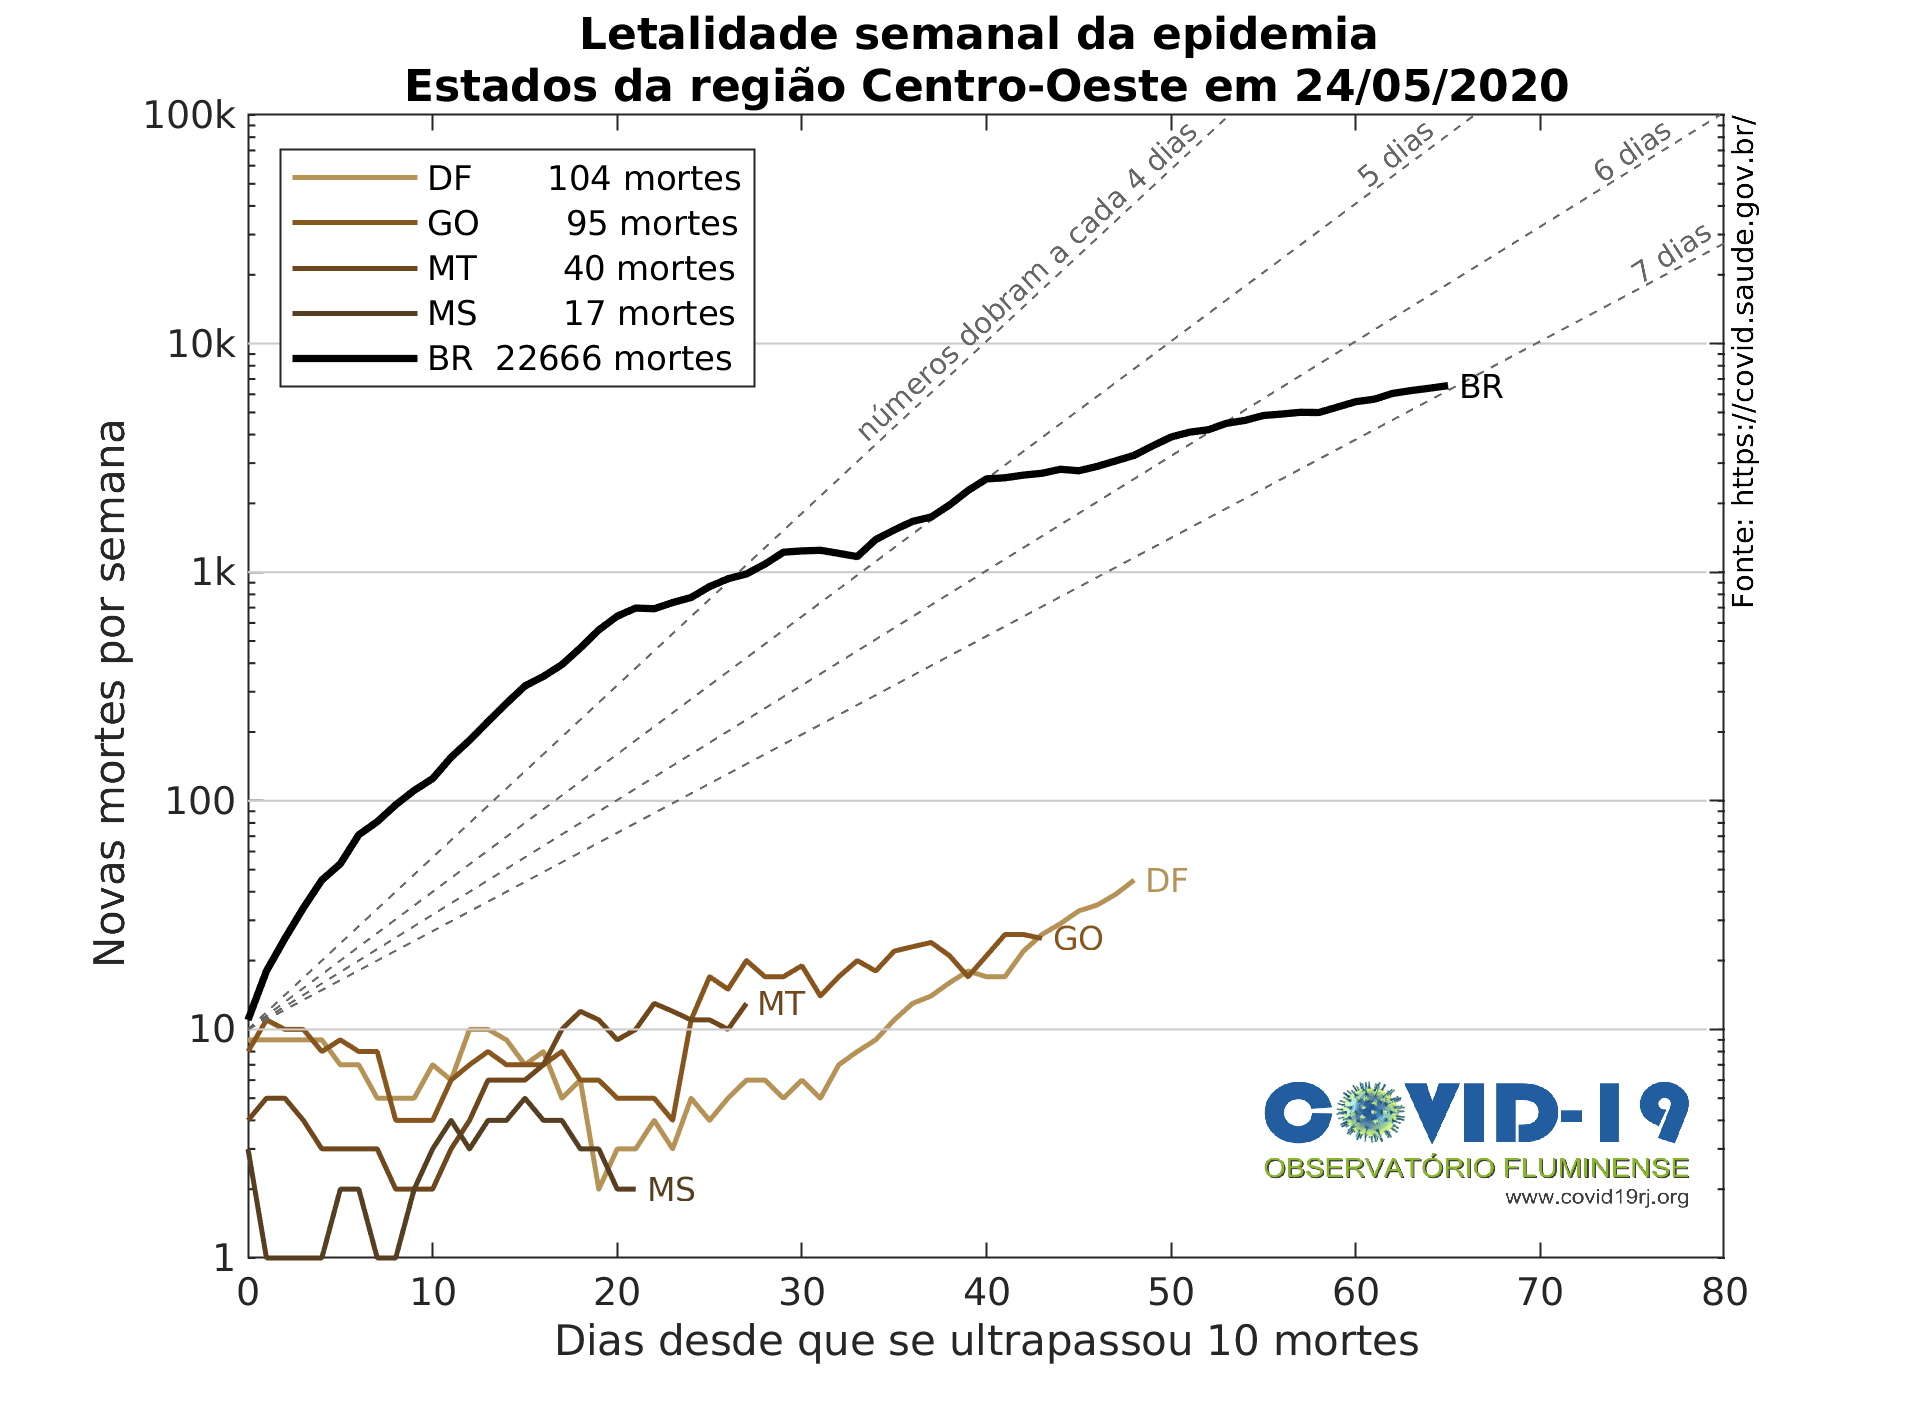 Letalidade semanal da epidemia
Estados da região Centro-Oeste em 24/05/2020
100k
10k
1k
100
10
1
Novas mortes por semana
DF 104 mortes
GO 95 mortes
MT 40 mortes
MS 17 mortes
BR 22666 mortes
números dobram a cada 4 dias
5 dias
6 dias
7 dias
BR
DF
GO
MT
MS
Fonte: https://covid.saude.gov.br/
COVID-19
OBSERVATÓRIO FLUMINENSE
www.covid19rj.org
0 10 20 30 40 50 60 70 80
Dias desde que se ultrapassou 10 mortes